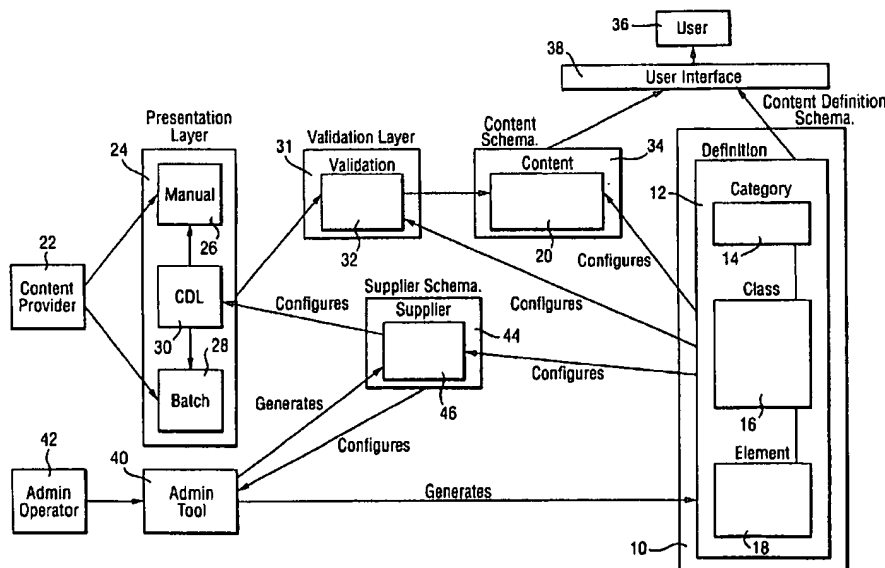 36
User
38
User Interface
Content Definition
Schema.
Presentation
Layer
24
Manual
26
CDL
30
28
Batch
22
Content
Provider
31
Validation Layer
Validation
32
Content
Schema.
34
Content
20
Configures
Configures
Configures
Configures
Supplier Schema.
Supplier
44
46
Generates
Configures
42
Admin
Operator
40
Admin
Tool
Generates
Definition
12
Category
14
Class
16
Element
18
10